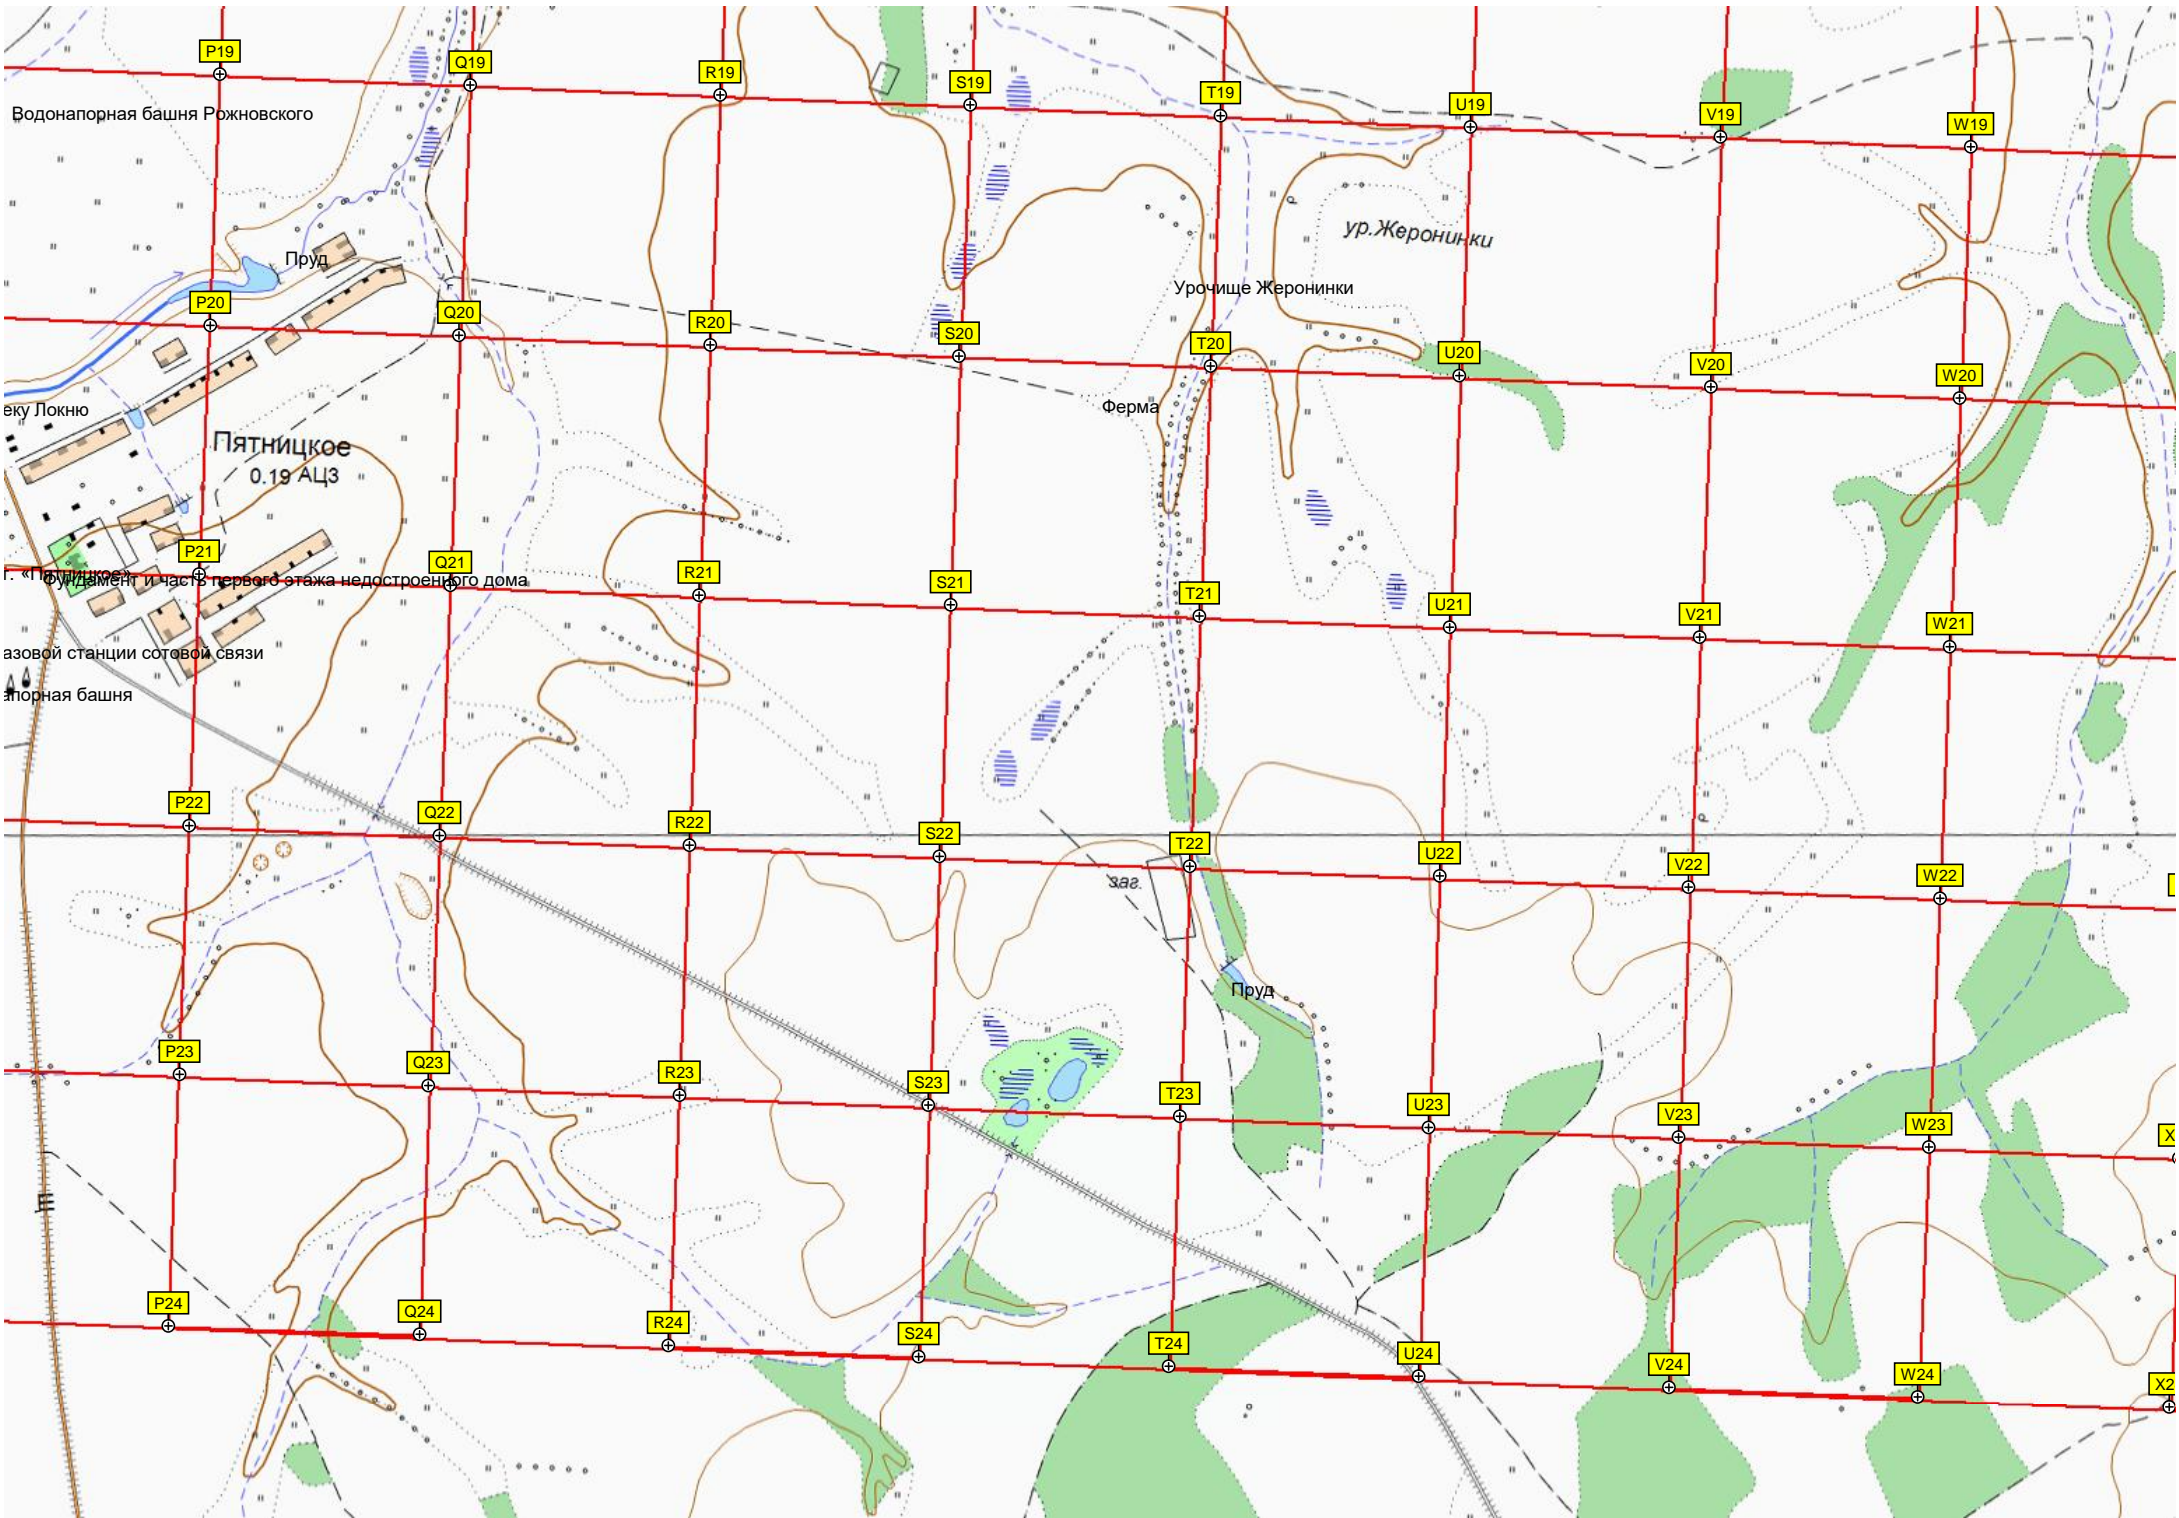 P19
Q19
R19
S19
T19
U19
V19
W19
Водонапорная башня Рожновского
ур.Жеронинки
Пруд
Урочище Жеронинки
P20
Q20
R20
S20
T20
U20
V20
W20
еку Локню
Ферма
Пятницкое
0.19 АЦЗ
P21
Q21
R21
S21
T21
U21
V21
W21
г. «Пятницкое»
Фундамент и часть первого этажа недостроенного дома
азовой станции сотовой связи
апорная башня
P22
Q22
R22
S22
T22
U22
V22
W22
заг.
Пруд
P23
Q23
R23
S23
T23
U23
V23
W23
X
P24
Q24
R24
S24
T24
U24
V24
W24
X2